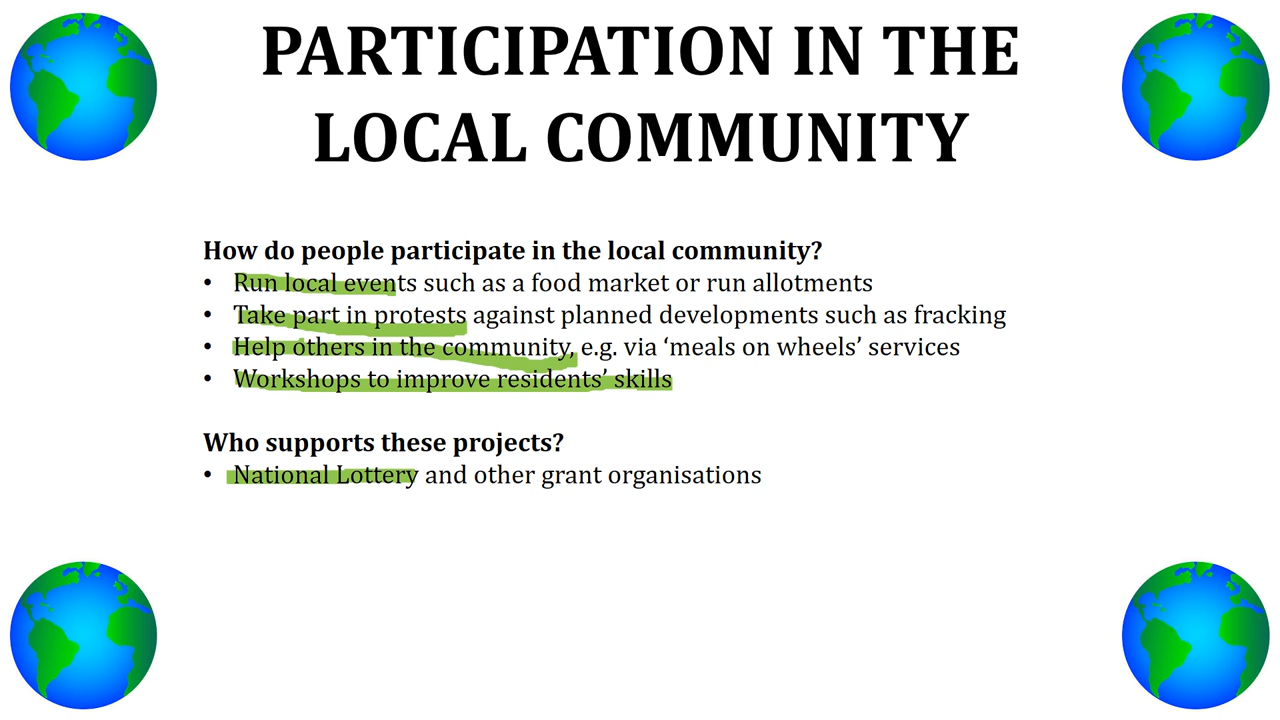 PARTICIPATION IN THE
LOCAL COMMUNITY
How do people participate in the local community?
• Run local events such as a food market or run allotments
• Take part in protests against planned developments such as fracking
• Help others in the community, e.g. via ‘meals on wheels’ services
• Workshops to improve residents’ skills
Who supports these projects?
• National Lottery and other grant organisations